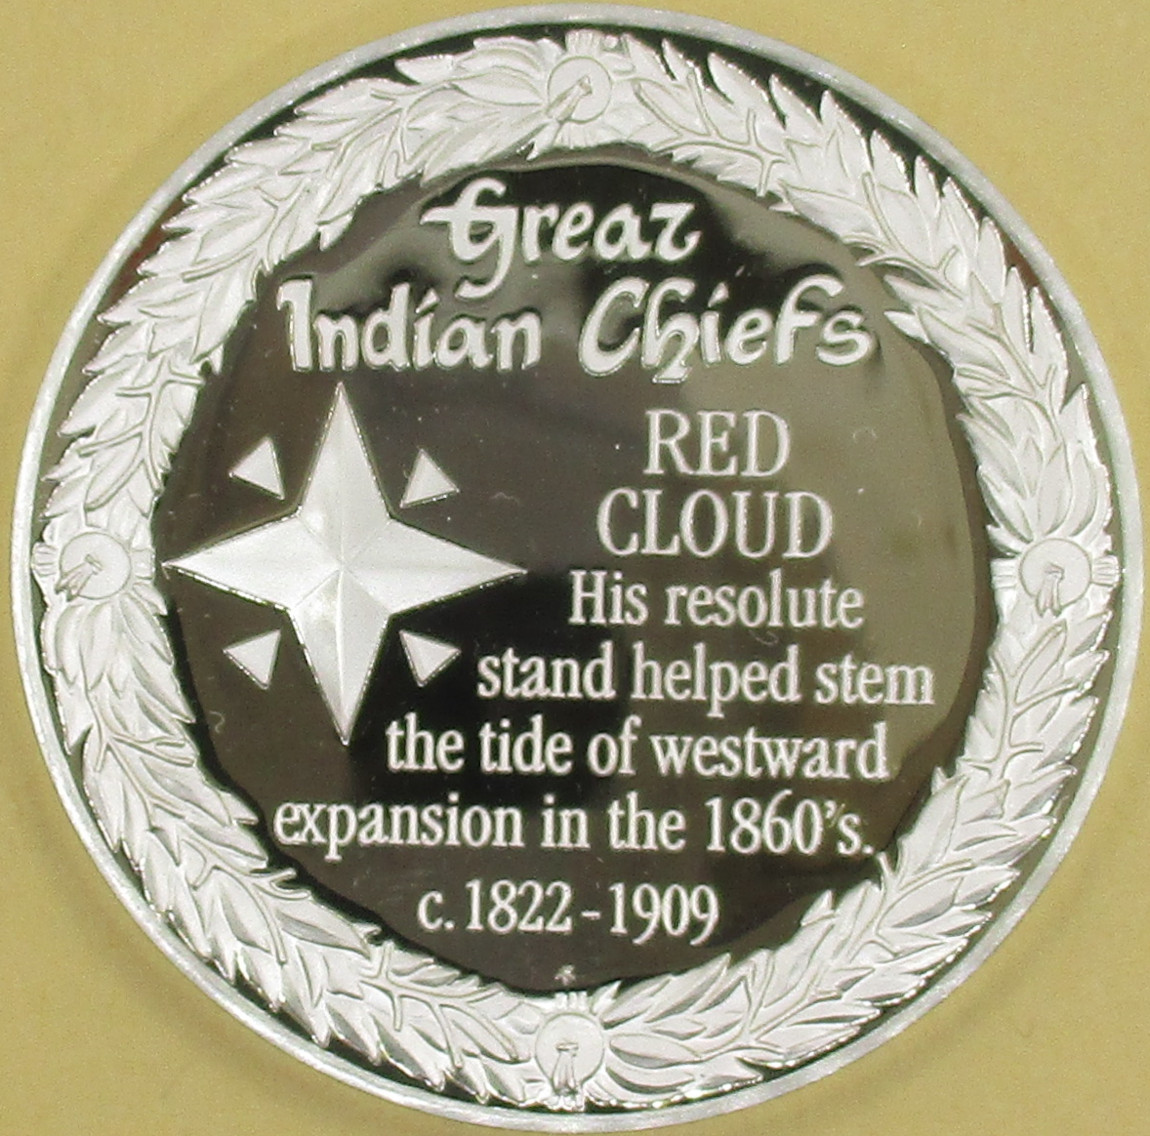 Great
Indian Chiefs
RED
CLOUD
His resolute
stand helped stem
the tide of westward
expansion in the 1860's.
c. 1822-1909